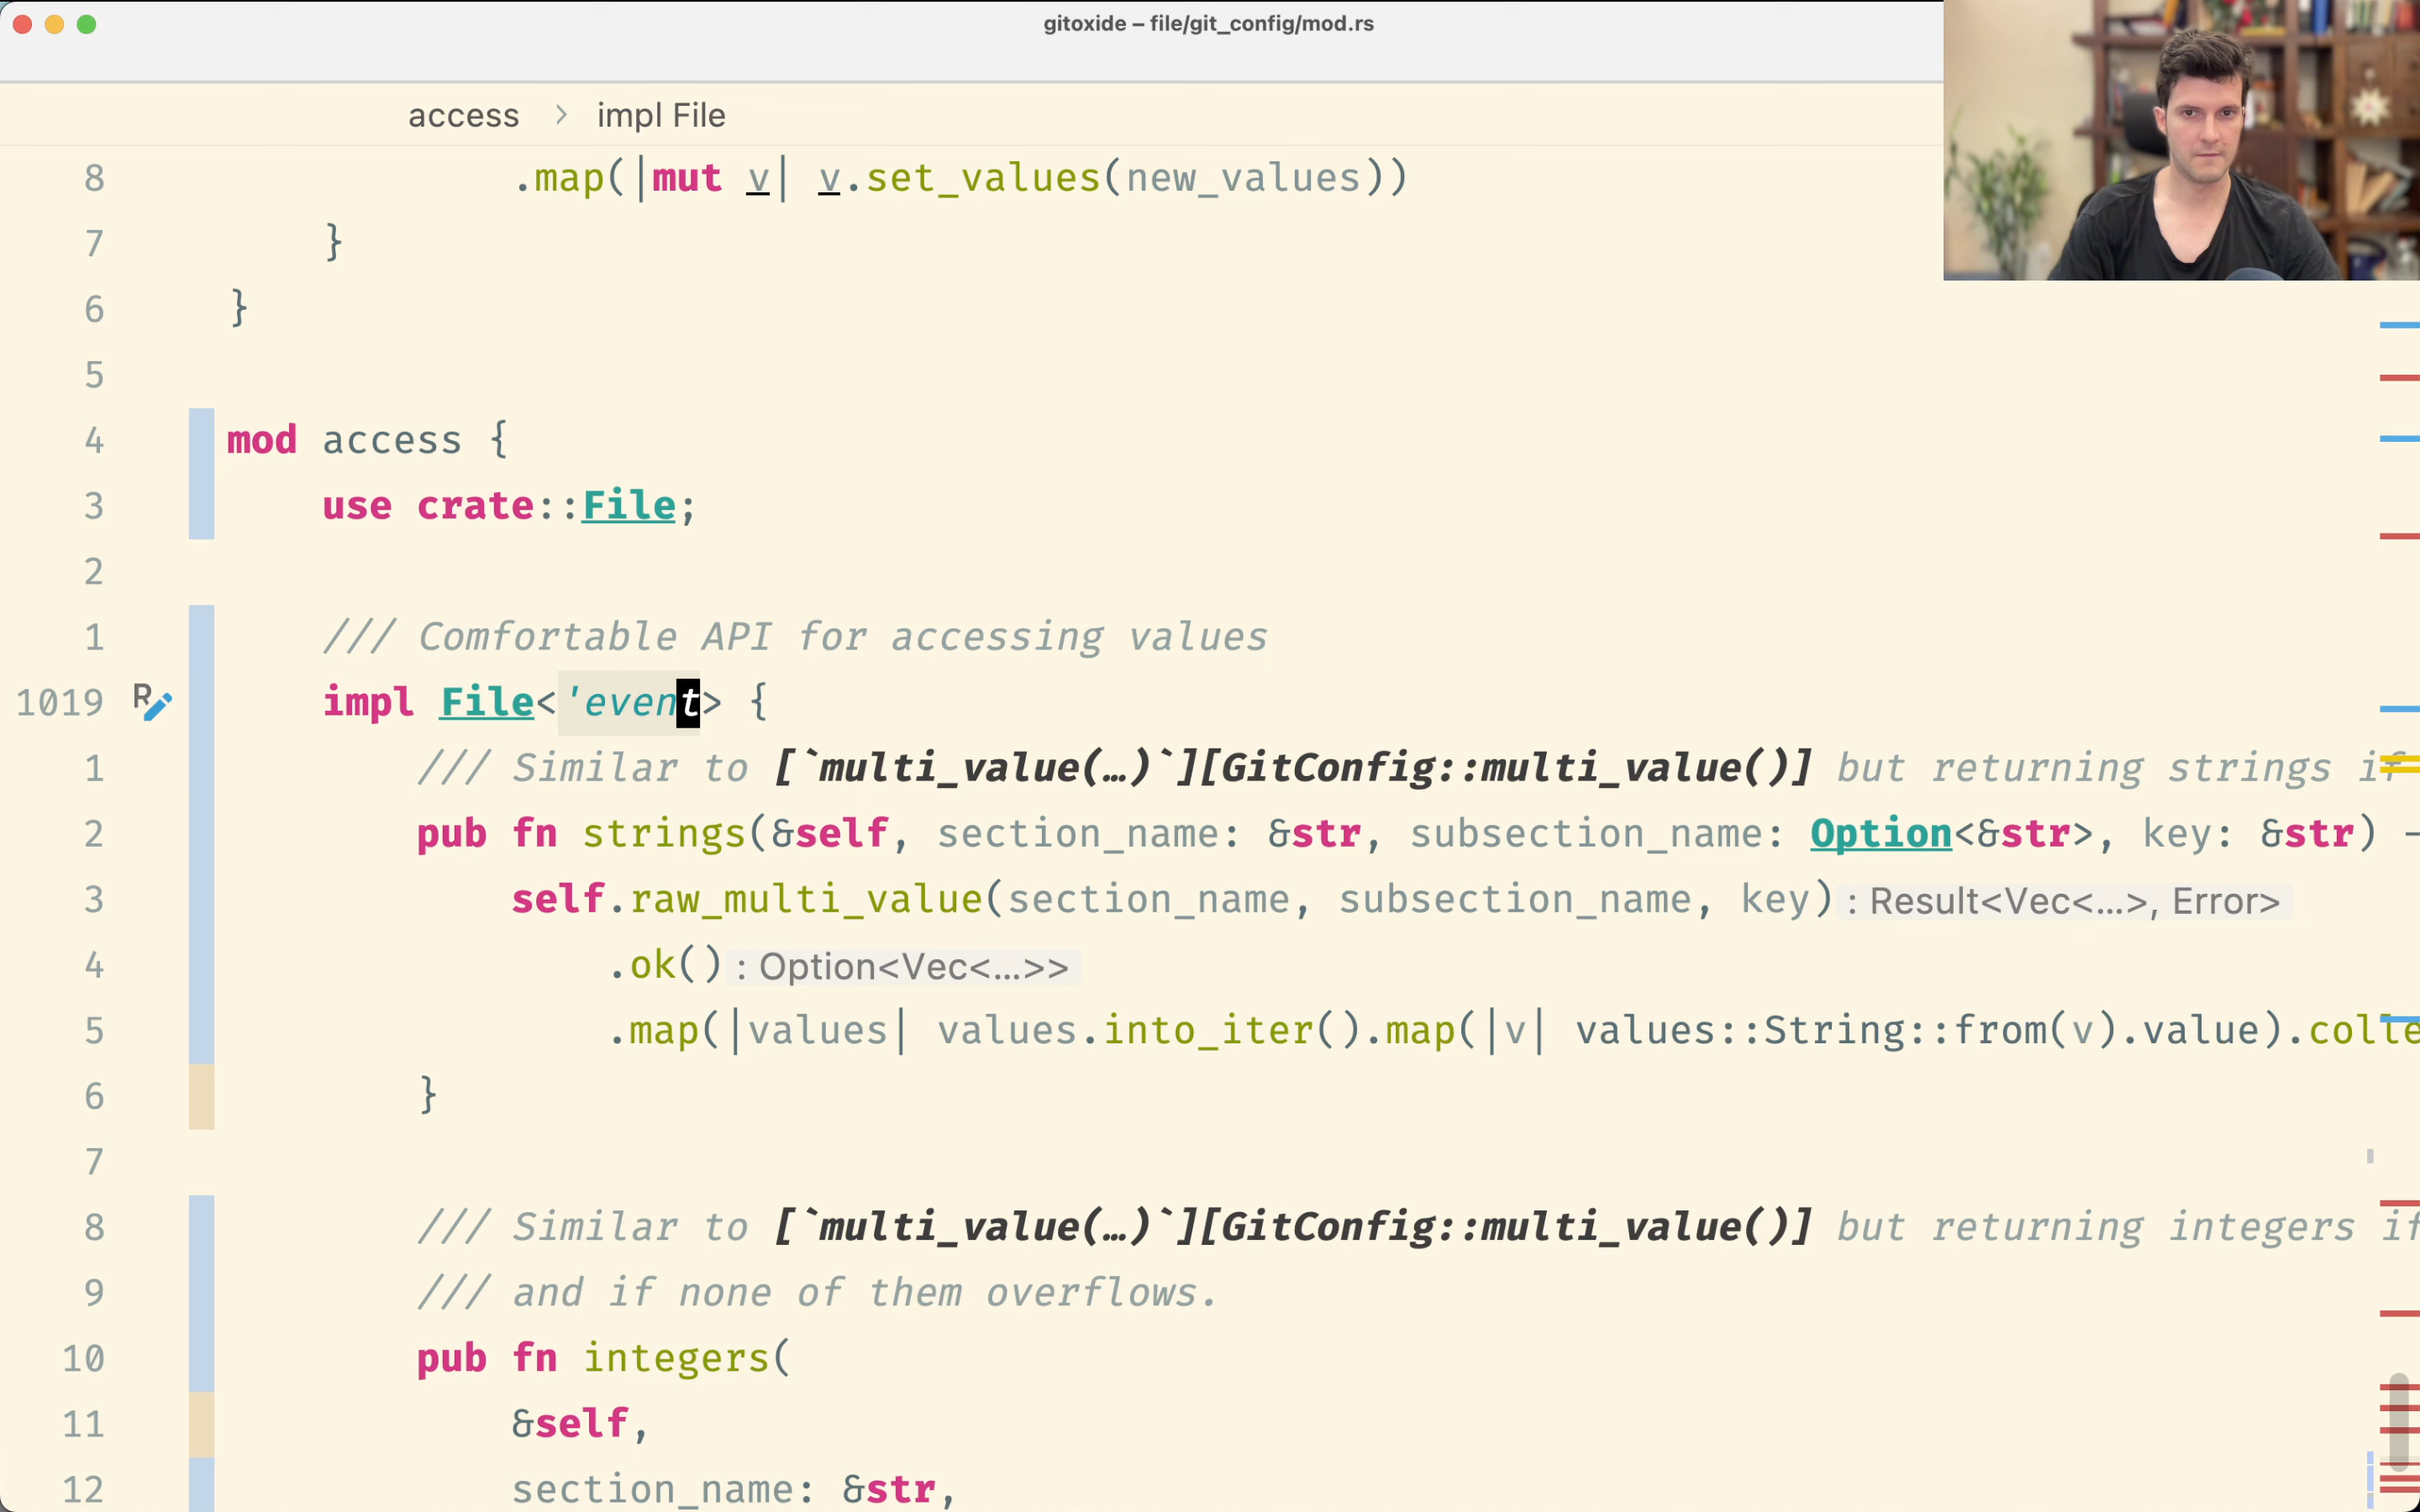 gitoxide – file/git_config/mod.rs
access > impl File
8 .map(|mut v| v.set_values(new_values))
7 }
6 }
5
4 mod access {
3 use crate::File;
2
1 /// Comfortable API for accessing values
1019 impl File<'event> {
1 /// Similar to [`multi_value(…)`][GitConfig::multi_value()] but returning strings if
2 pub fn strings(&self, section_name: &str, subsection_name: Option<&str>, key: &str) –
3 self.raw_multi_value(section_name, subsection_name, key) : Result<Vec<…>, Error>
4 .ok() : Option<Vec<…>>
5 .map(|values| values.into_iter().map(|v| values::String::from(v).value).colle
6 }
7
8 /// Similar to [`multi_value(…)`][GitConfig::multi_value()] but returning integers if
9 /// and if none of them overflows.
10 pub fn integers(
11 &self,
12 section_name: &str,